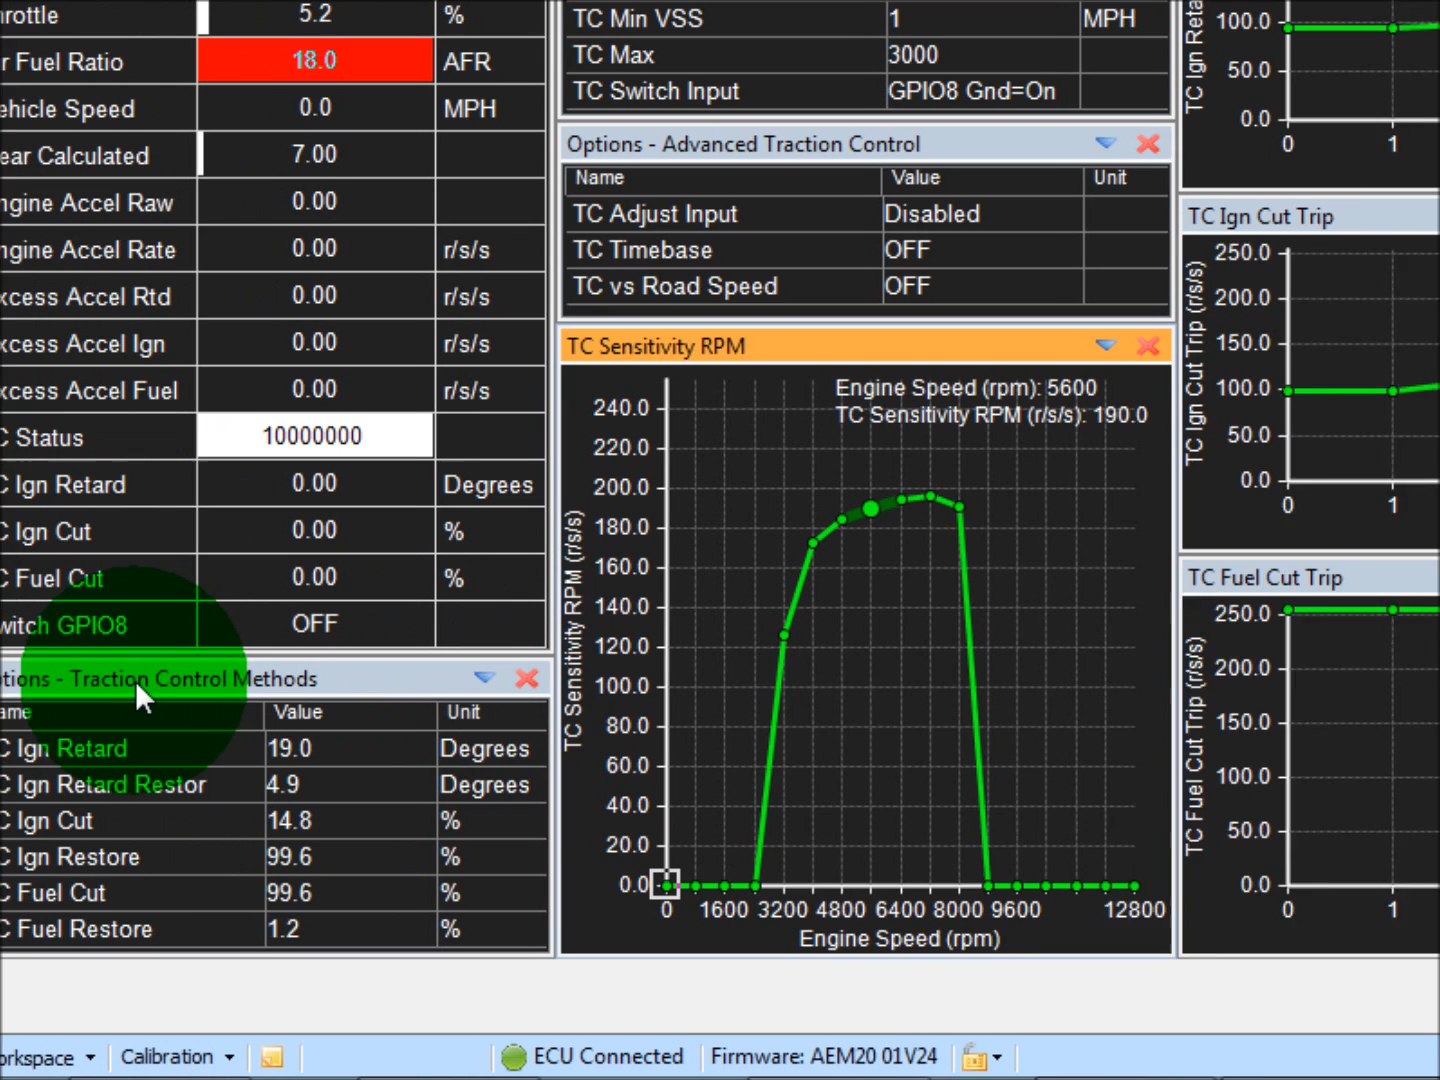 rottle 5.2 %
r Fuel Ratio 18.0 AFR
ehicle Speed 0.0 MPH
ear Calculated 7.00
ngine Accel Raw 0.00
ngine Accel Rate 0.00 r/s/s
xcess Accel Rtd 0.00 r/s/s
xcess Accel Ign 0.00 r/s/s
xcess Accel Fuel 0.00 r/s/s
C Status 10000000
C Ign Retard 0.00 Degrees
C Ign Cut 0.00 %
C Fuel Cut 0.00 %
witch GPIO8 OFF
tions - Traction Control Methods
ame Value Unit
C Ign Retard 19.0 Degrees
C Ign Retard Restor 4.9 Degrees
C Ign Cut 14.8 %
C Ign Restore 99.6 %
C Fuel Cut 99.6 %
C Fuel Restore 1.2 %
TC Min VSS 1 MPH
TC Max 3000
TC Switch Input GPIO8 Gnd=On
Options - Advanced Traction Control
Name Value Unit
TC Adjust Input Disabled
TC Timebase OFF
TC vs Road Speed OFF
TC Sensitivity RPM
Engine Speed (rpm): 5600
TC Sensitivity RPM (r/s/s): 190.0
TC Sensitivity RPM (r/s/s)
240.0
220.0
200.0
180.0
160.0
140.0
120.0
100.0
80.0
60.0
40.0
20.0
0.0
0 1600 3200 4800 6400 8000 9600 12800
Engine Speed (rpm)
TC Ign Reta
100.0
50.0
0.0
0 1
TC Ign Cut Trip
TC Ign Cut Trip (r/s/s)
250.0
200.0
150.0
100.0
50.0
0.0
0 1
TC Fuel Cut Trip
TC Fuel Cut Trip (r/s/s)
250.0
200.0
150.0
100.0
50.0
0.0
0 1
orkspace Calibration ECU Connected Firmware: AEM20 01V24